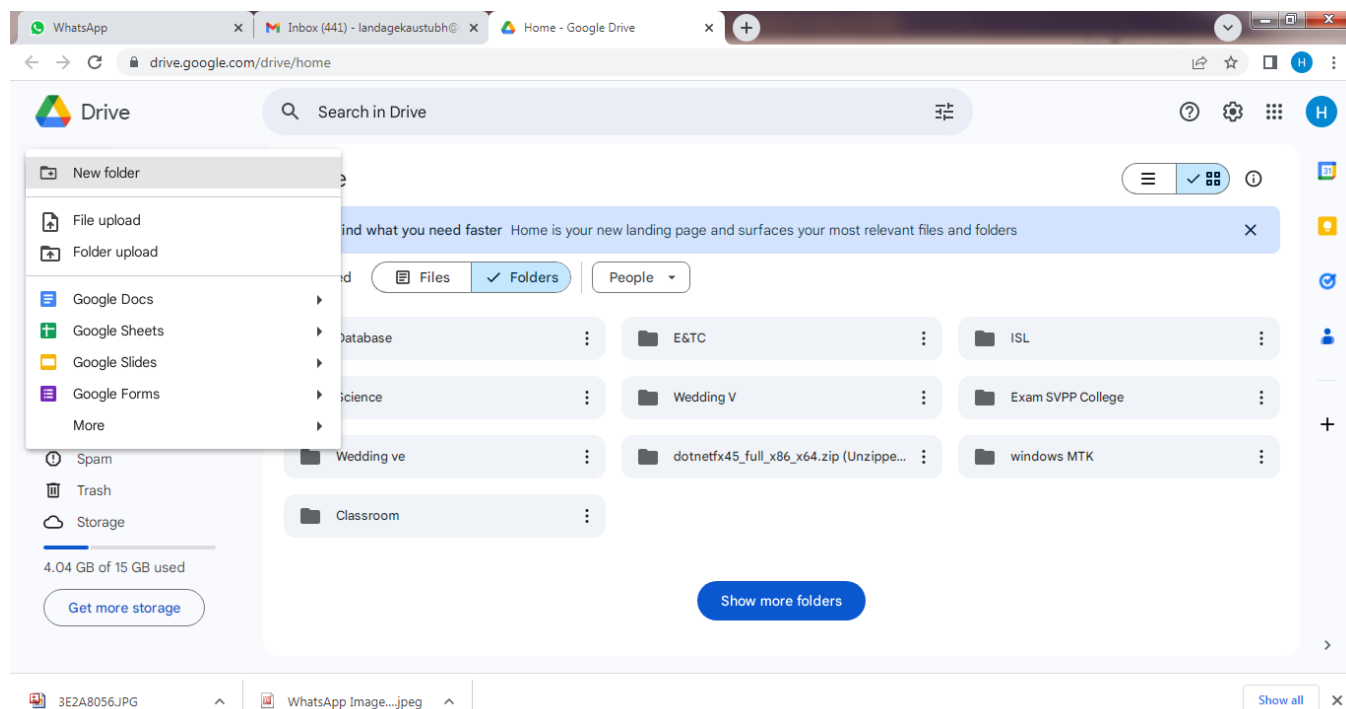 WhatsApp
Inbox (441) - landagekaustubh@
Home - Google Drive
drive.google.com/drive/home
H
Drive
Search in Drive
H
New folder
File upload
ind what you need faster Home is your new landing page and surfaces your most relevant files and folders
31
Folder upload
ed Files Folders People
Google Docs
Google Sheets
Google Slides
Google Forms
More
Database E&TC ISL
Science Wedding V Exam SVPP College
Wedding ve dotnetfx45_full_x86_x64.zip (Unzippe... windows MTK
Classroom
Spam
Trash
Storage
4.04 GB of 15 GB used
Get more storage
Show more folders
3E2A8056.JPG
WhatsApp Image....jpeg
Show all